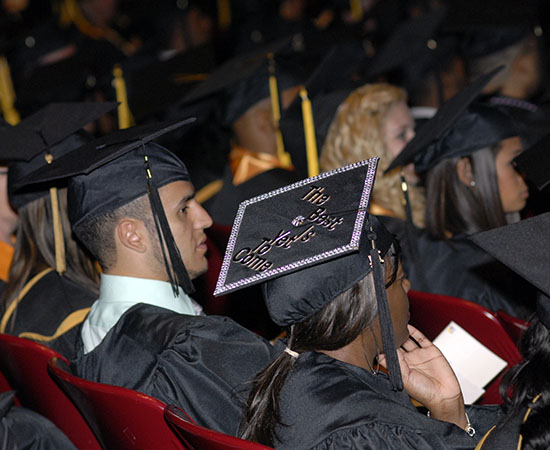 The
Best
Is Yet To
Come